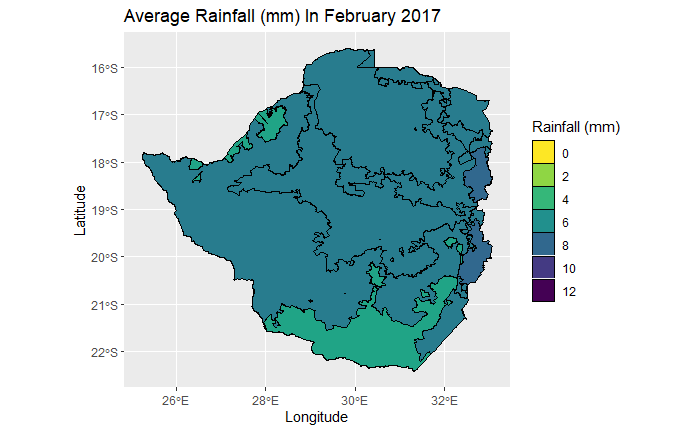 Average Rainfall (mm) In February 2017
16°S
17°S
18°S
19°S
20°S
21°S
22°S
Latitude
26°E
28°E
30°E
32°E
Longitude
Rainfall (mm)
0
2
4
6
8
10
12